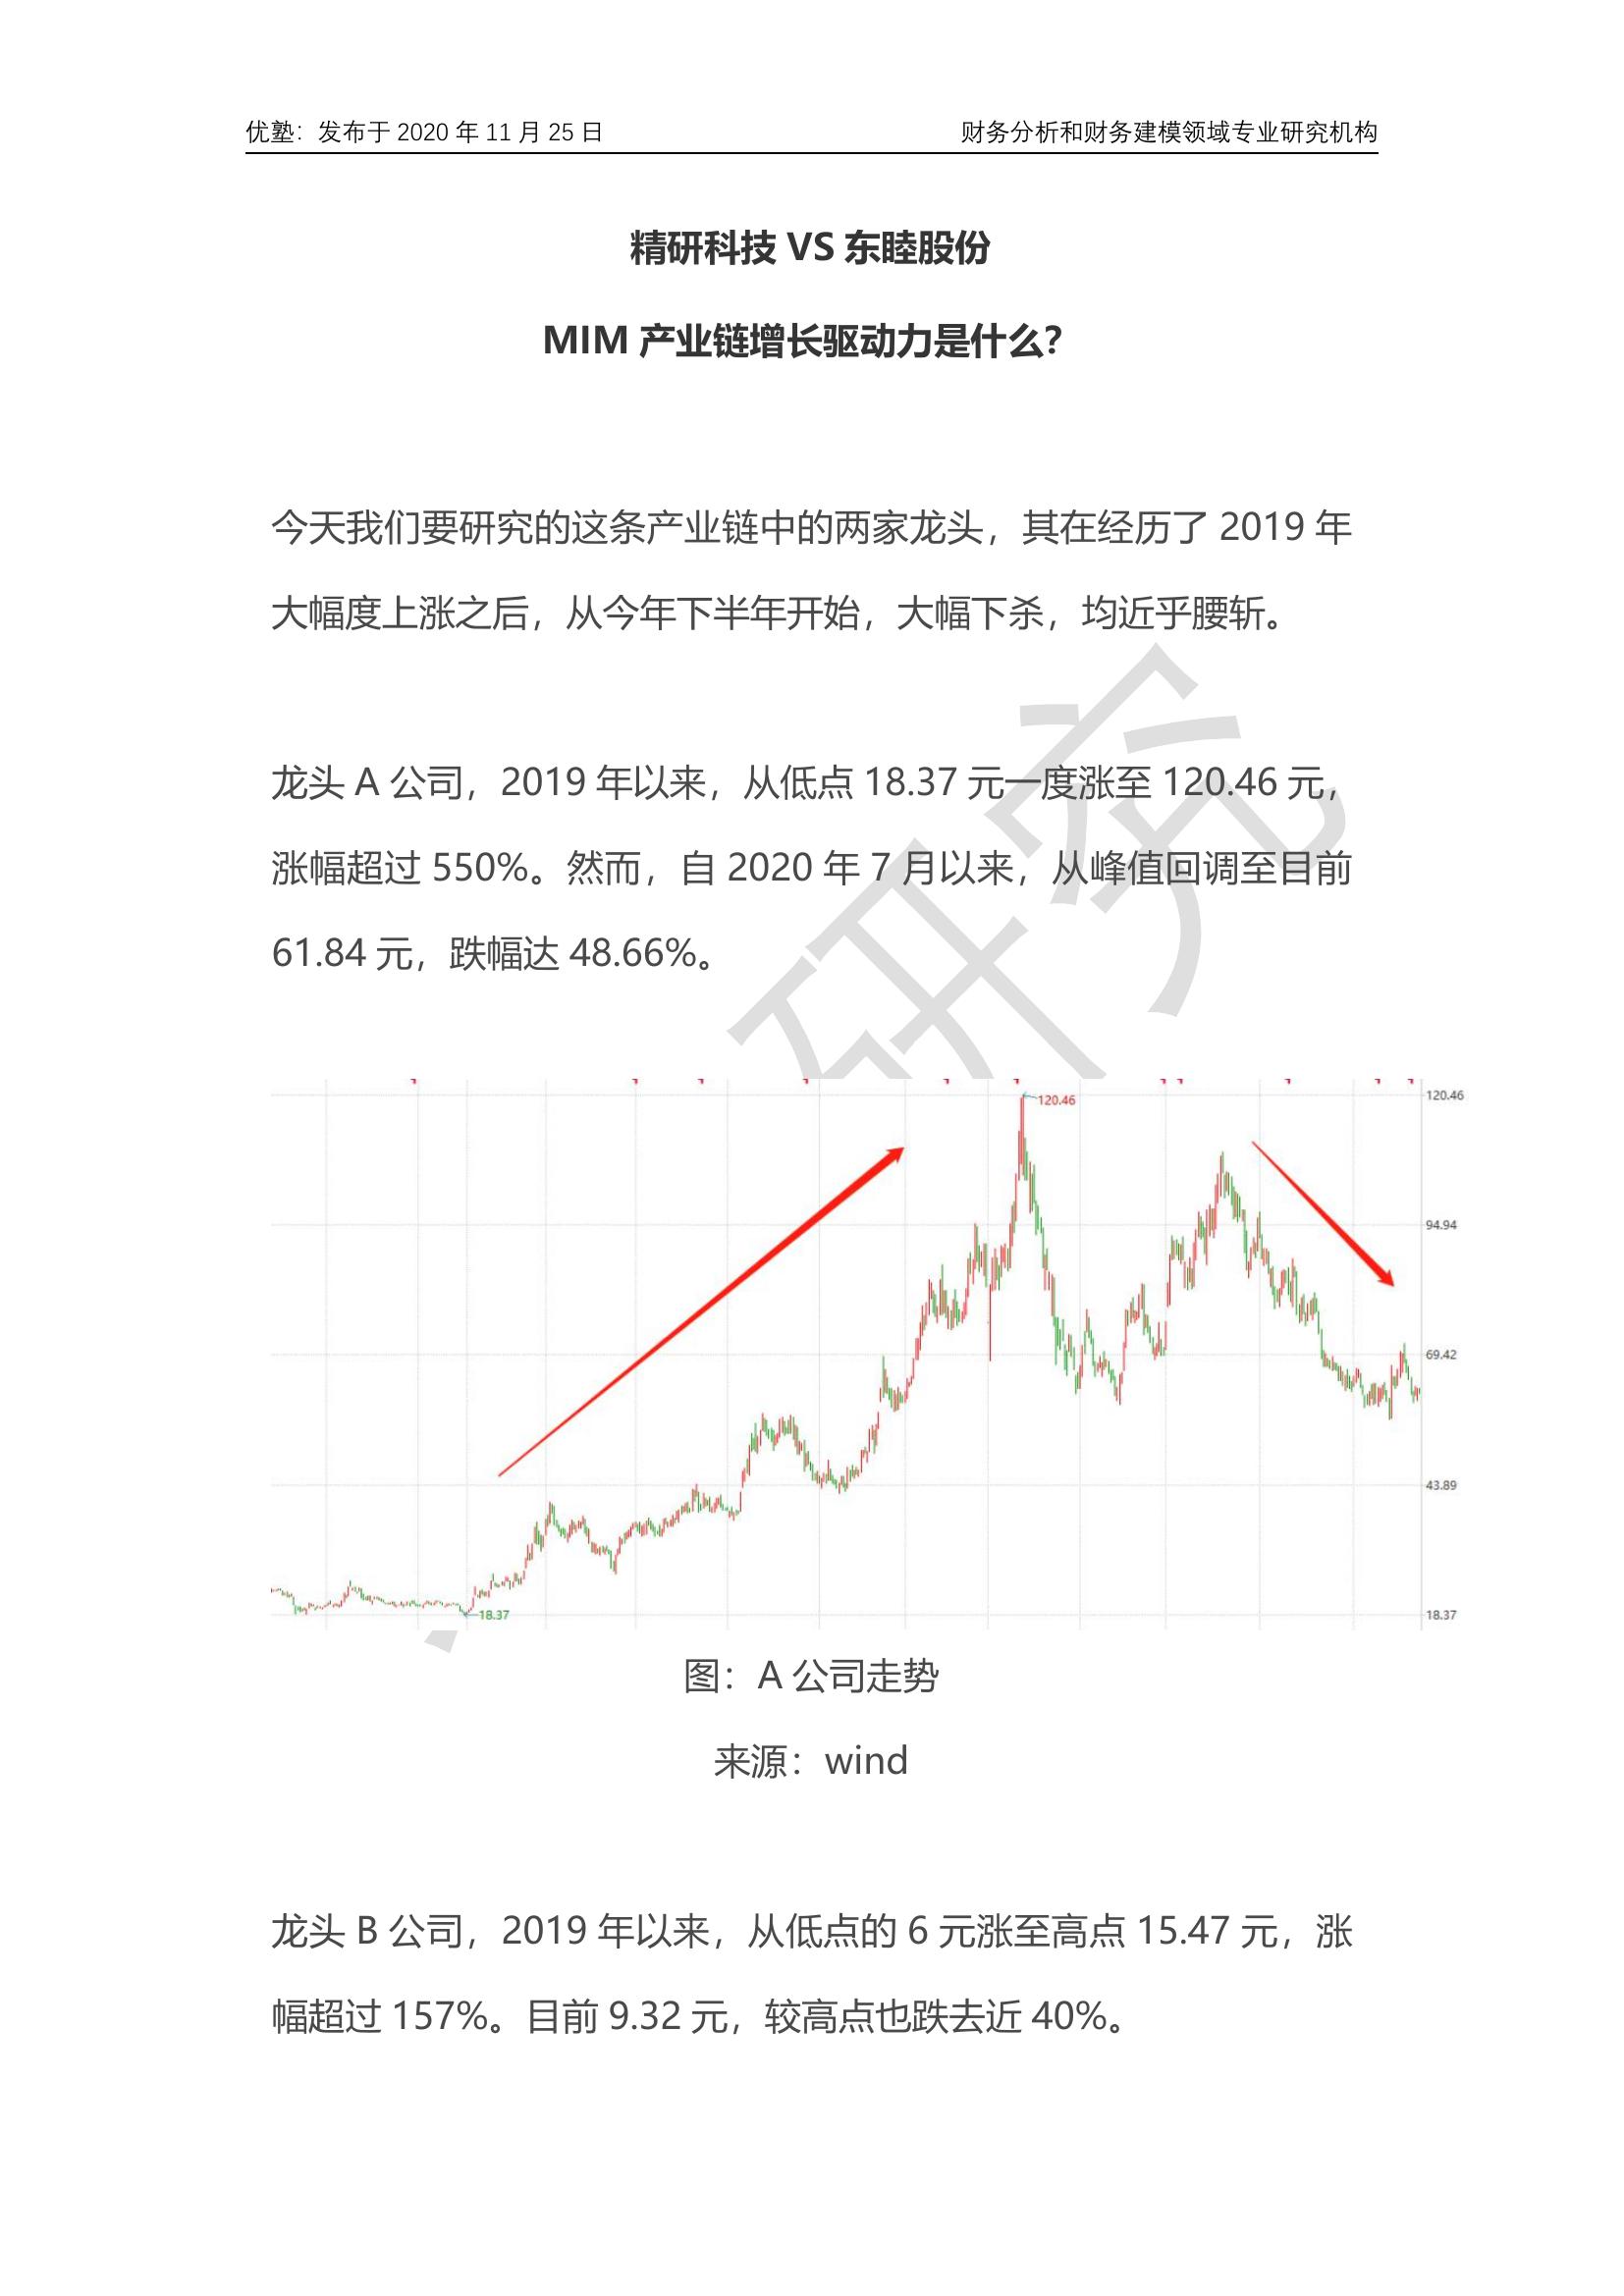 优塾：发布于 2020 年 11 月 25 日 财务分析和财务建模领域专业研究机构
精研科技 VS 东睦股份
MIM 产业链增长驱动力是什么？
今天我们要研究的这条产业链中的两家龙头，其在经历了 2019 年
大幅度上涨之后，从今年下半年开始，大幅下杀，均近乎腰斩。
龙头 A 公司，2019 年以来，从低点 18.37 元一度涨至 120.46 元，
涨幅超过 550%。然而，自 2020 年 7 月以来，从峰值回调至目前
61.84 元，跌幅达 48.66%。
研究
120.46
120.46
94.94
69.42
43.89
18.37
18.37
图：A 公司走势
来源：wind
龙头 B 公司，2019 年以来，从低点的 6 元涨至高点 15.47 元，涨
幅超过 157%。目前 9.32 元，较高点也跌去近 40%。